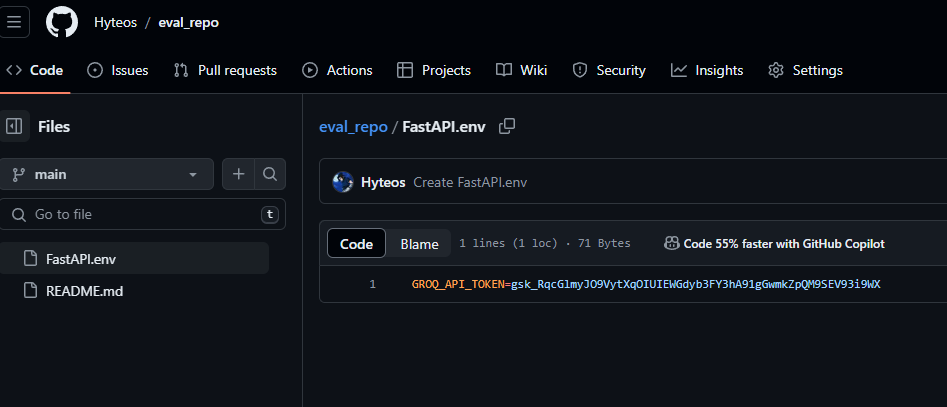 Hyteos / eval_repo
Code Issues Pull requests Actions Projects Wiki Security Insights Settings
Files
main
Go to file t
FastAPI.env
README.md
eval_repo / FastAPI.env
Hyteos Create FastAPI.env
Code Blame 1 lines (1 loc) · 71 Bytes Code 55% faster with GitHub Copilot
1 GROQ_API_TOKEN=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